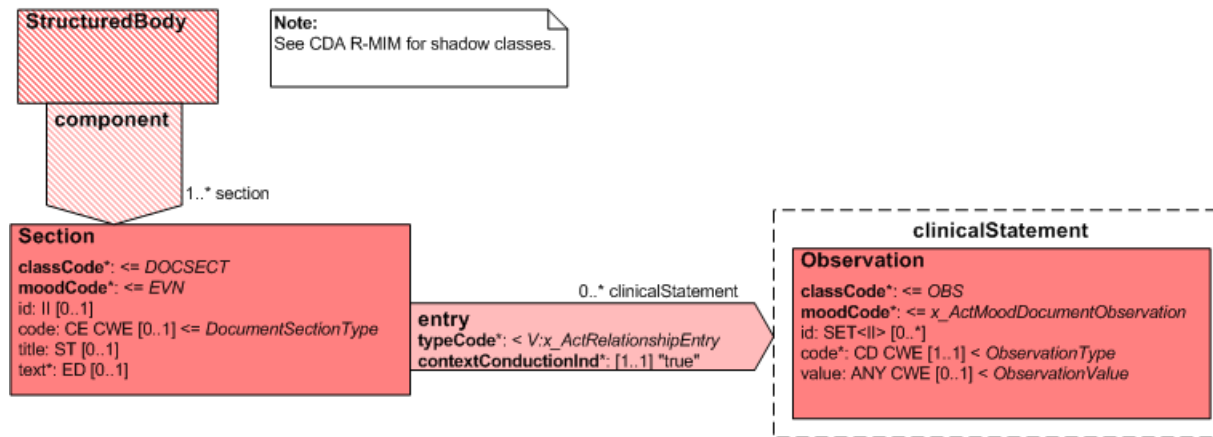 StructuredBody
Note:
See CDA R-MIM for shadow classes.
component
1..* section
Section
classCode*: <= DOCSECT
moodCode*: <= EVN
id: II [0..1]
code: CE CWE [0..1] <= DocumentSectionType
title: ST [0..1]
text*: ED [0..1]
0..* clinicalStatement
entry
typeCode*: < V:x_ActRelationshipEntry
contextConductionInd*: [1..1] "true"
clinicalStatement
Observation
classCode*: <= OBS
moodCode*: <= x_ActMoodDocumentObservation
id: SET<II> [0..*]
code*: CD CWE [1..1] < ObservationType
value: ANY CWE [0..1] < ObservationValue